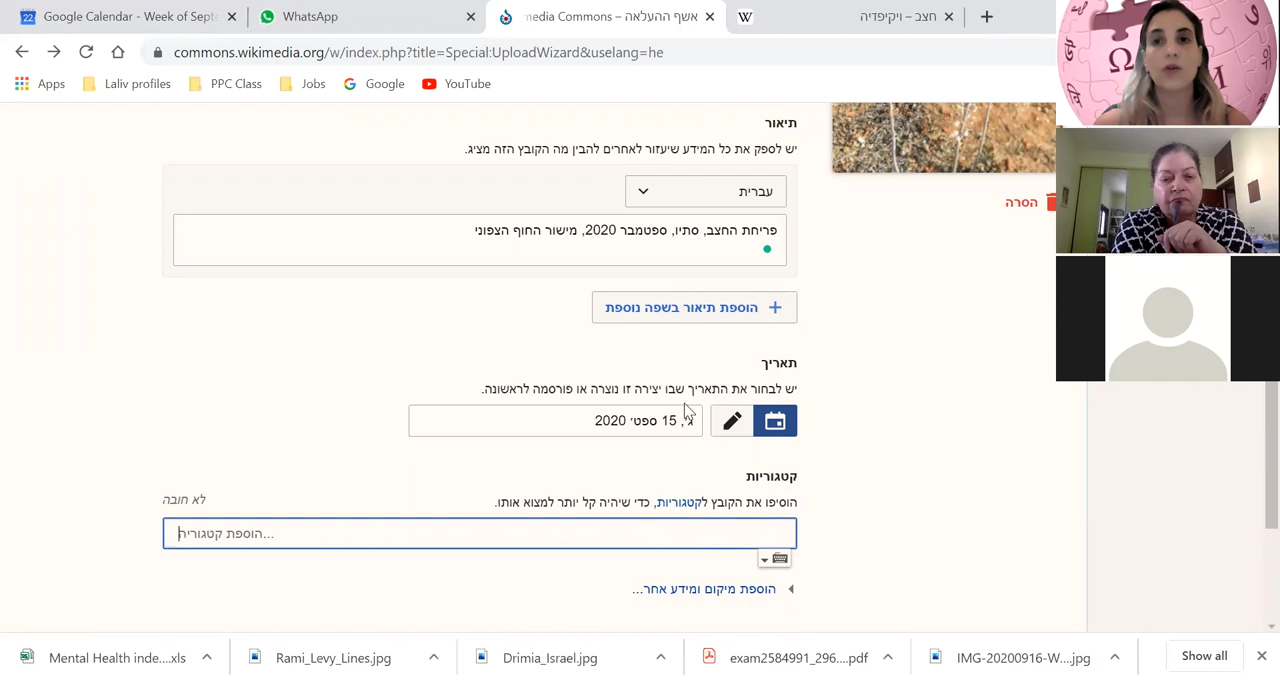 Google Calendar - Week of Septe
WhatsApp
אשף ההעלאה – media Commons
W
חצב – ויקיפדיה
commons.wikimedia.org/w/index.php?title=Special:UploadWizard&uselang=he
Apps
Laliv profiles
PPC Class
Jobs
Google
YouTube
תיאור
יש לספק את כל המידע שיעזור לאחרים להבין מה הקובץ הזה מציג.
עברית
הסרה
פריחת החצב, סתיו, ספטמבר 2020, מישור החוף הצפוני
+ הוספת תיאור בשפה נוספת
תאריך
יש לבחור את התאריך שבו יצירה זו נוצרה או פורסמה לראשונה.
ג׳, 15 ספט׳ 2020
קטגוריות
לא חובה
הוסיפו את הקובץ לקטגוריות, כדי שיהיה קל יותר למצוא אותו.
הוספת קטגוריה...
הוספת מיקום ומידע אחר...
Mental Health inde....xls
Rami_Levy_Lines.jpg
Drimia_Israel.jpg
exam2584991_296....pdf
IMG-20200916-W....jpg
Show all